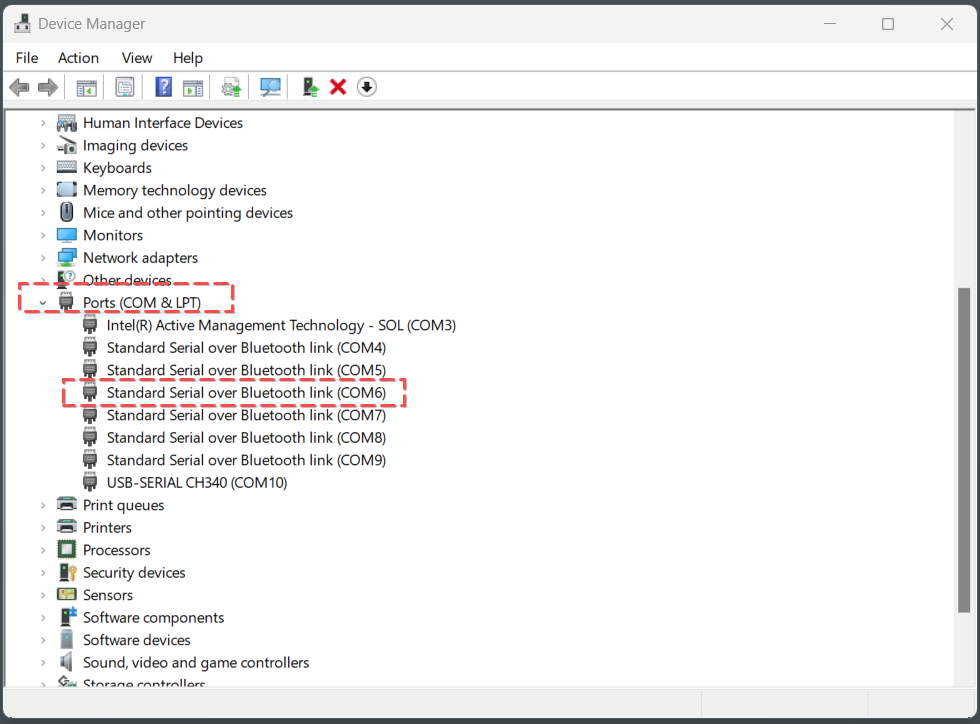 Device Manager
File Action View Help
Human Interface Devices
Imaging devices
Keyboards
Memory technology devices
Mice and other pointing devices
Monitors
Network adapters
Other devices
Ports (COM & LPT)
Intel(R) Active Management Technology - SOL (COM3)
Standard Serial over Bluetooth link (COM4)
Standard Serial over Bluetooth link (COM5)
Standard Serial over Bluetooth link (COM6)
Standard Serial over Bluetooth link (COM7)
Standard Serial over Bluetooth link (COM8)
Standard Serial over Bluetooth link (COM9)
USB-SERIAL CH340 (COM10)
Print queues
Printers
Processors
Security devices
Sensors
Software components
Software devices
Sound, video and game controllers
Storage controllers